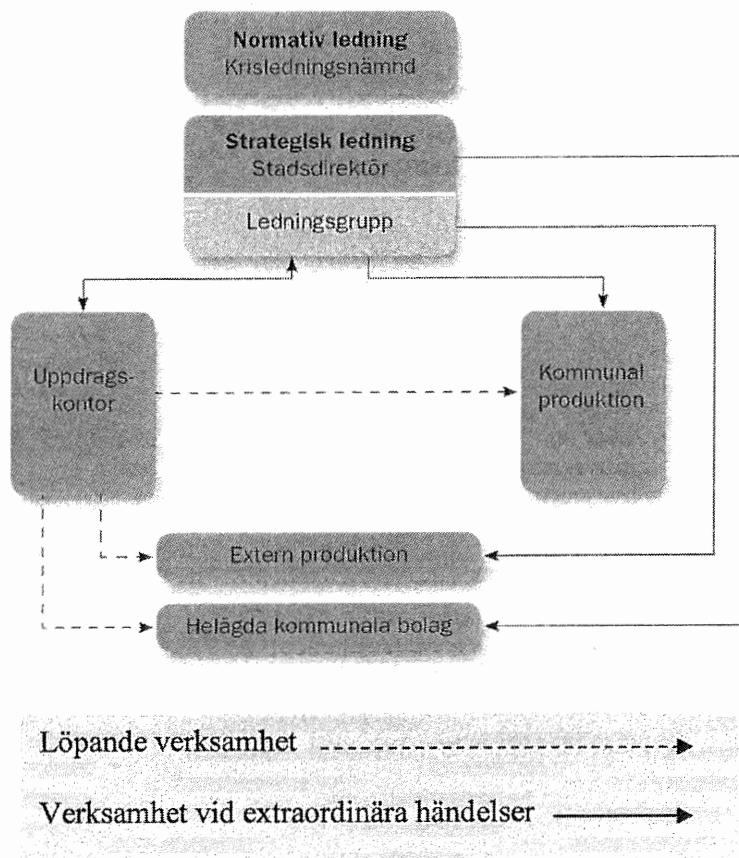 Normativ ledning
Krisledningsnämnd
Strategisk ledning
Stadsdirektör
Ledningsgrupp
Uppdrags-
kontor
Kommunal
produktion
Extern produktion
Helägda kommunala bolag
Löpande verksamhet
Verksamhet vid extraordinära händelser